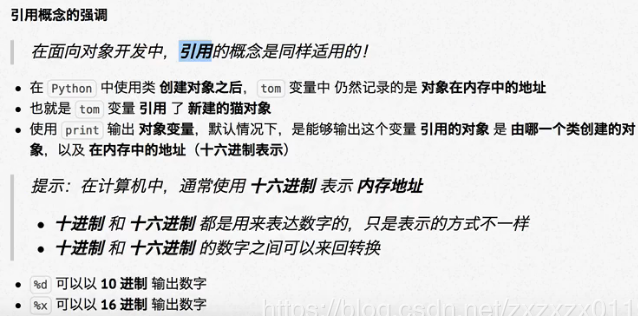 引用概念的强调
在面向对象开发中，引用的概念是同样适用的！
在 Python 中使用类 创建对象之后，tom 变量中 仍然记录的是 对象在内存中的地址
也就是 tom 变量 引用 了 新建的猫对象
使用 print 输出 对象变量，默认情况下，是能够输出这个变量 引用的对象 是 由哪一个类创建的对
象，以及 在内存中的地址（十六进制表示）
提示：在计算机中，通常使用 十六进制 表示 内存地址
十进制 和 十六进制 都是用来表达数字的，只是表示的方式不一样
十进制 和 十六进制 的数字之间可以来回转换
%d 可以以 10 进制 输出数字
%x 可以以 16 进制 输出数字
https://blog.csdn.net/zxzxzx011